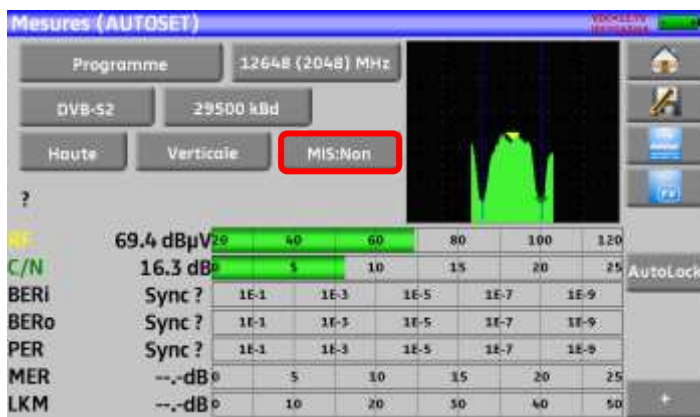 Mesures (AUTOSET)
Programme 12648 (2048) MHz
DVB-S2 29500 kBd
Haute Verticale MIS:Non
?
RF 69.4 dBµV 20 40 60 80 100 120
C/N 16.3 dB 0 5 10 15 20 25
AutoLock
BERi Sync ? 1E-1 1E-3 1E-5 1E-7 1E-9
BERo Sync ? 1E-1 1E-3 1E-5 1E-7 1E-9
PER Sync ? 1E-1 1E-3 1E-5 1E-7 1E-9
MER --.-dB 0 5 10 15 20 25
LKM --.-dB 0 10 20 30 40 50
+